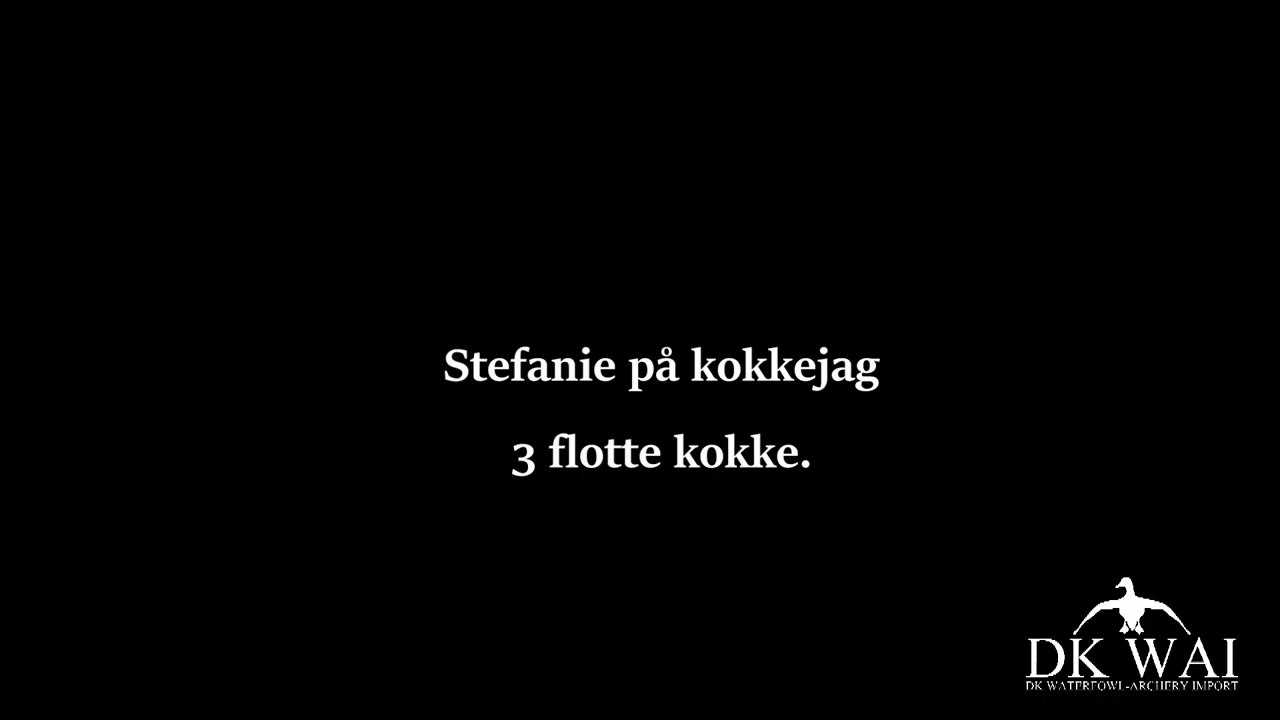 Stefanie på kokkejag
3 flotte kokke.
DK WAI
DK WATERFOWL-ARCHERY IMPORT